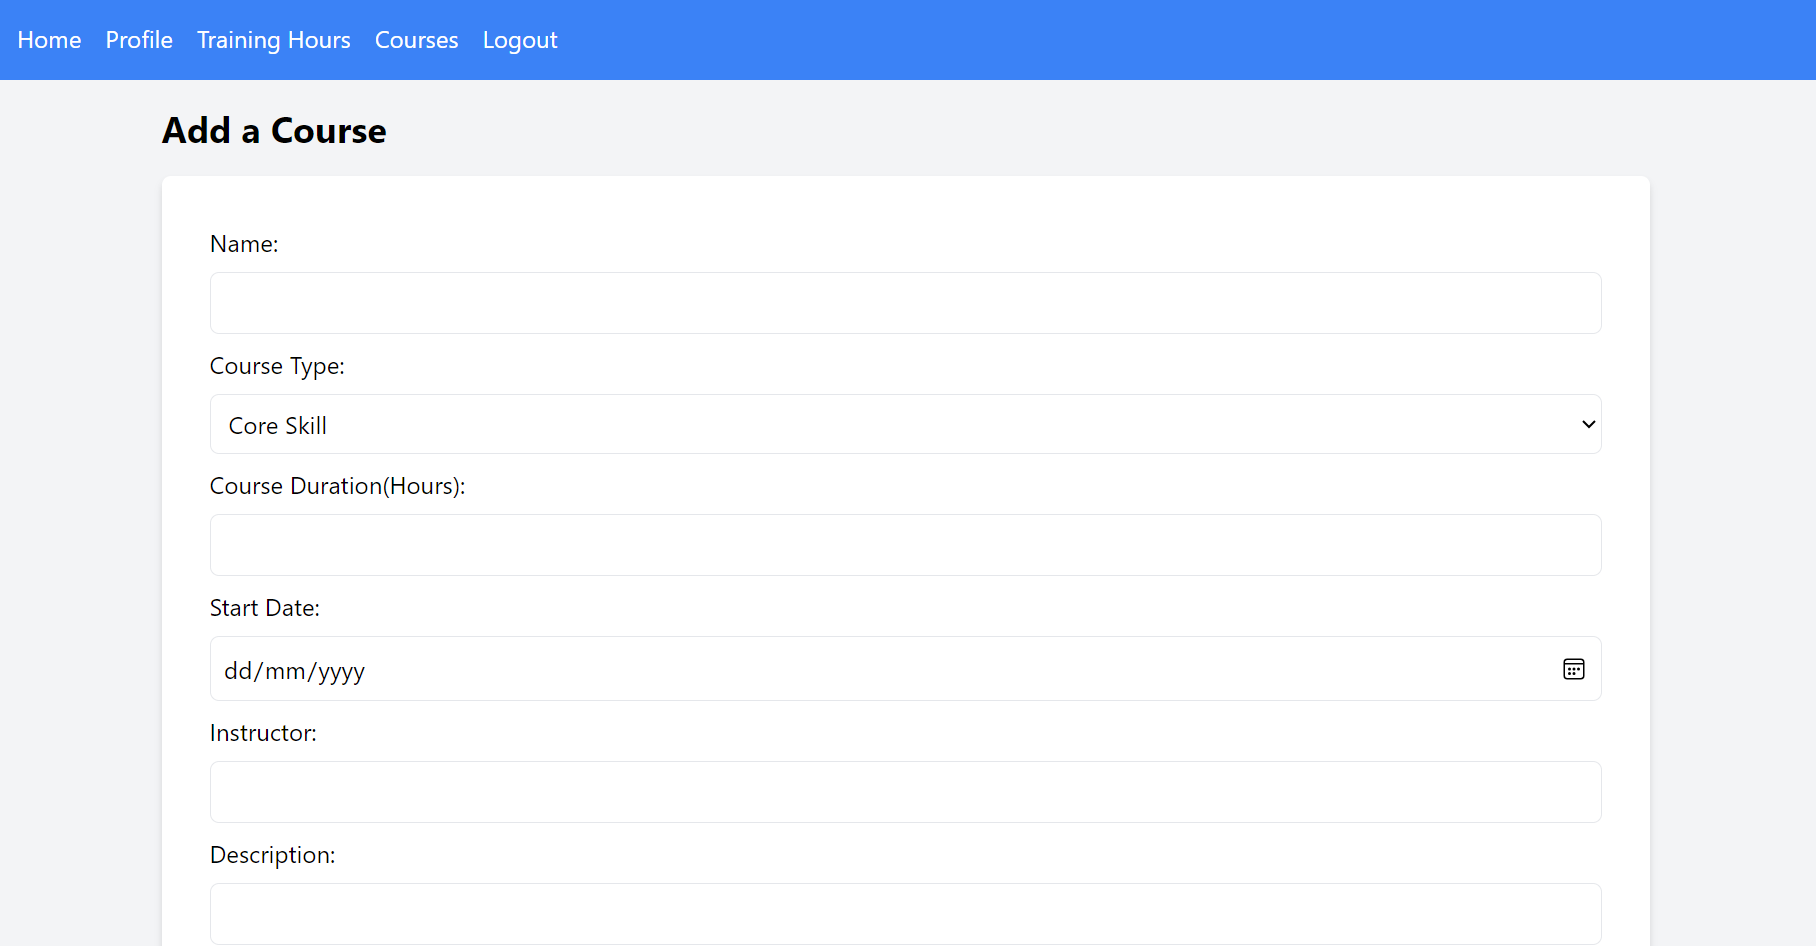 Home Profile Training Hours Courses Logout
Add a Course
Name:
Course Type:
Core Skill
Course Duration(Hours):
Start Date:
dd/mm/yyyy
Instructor:
Description: